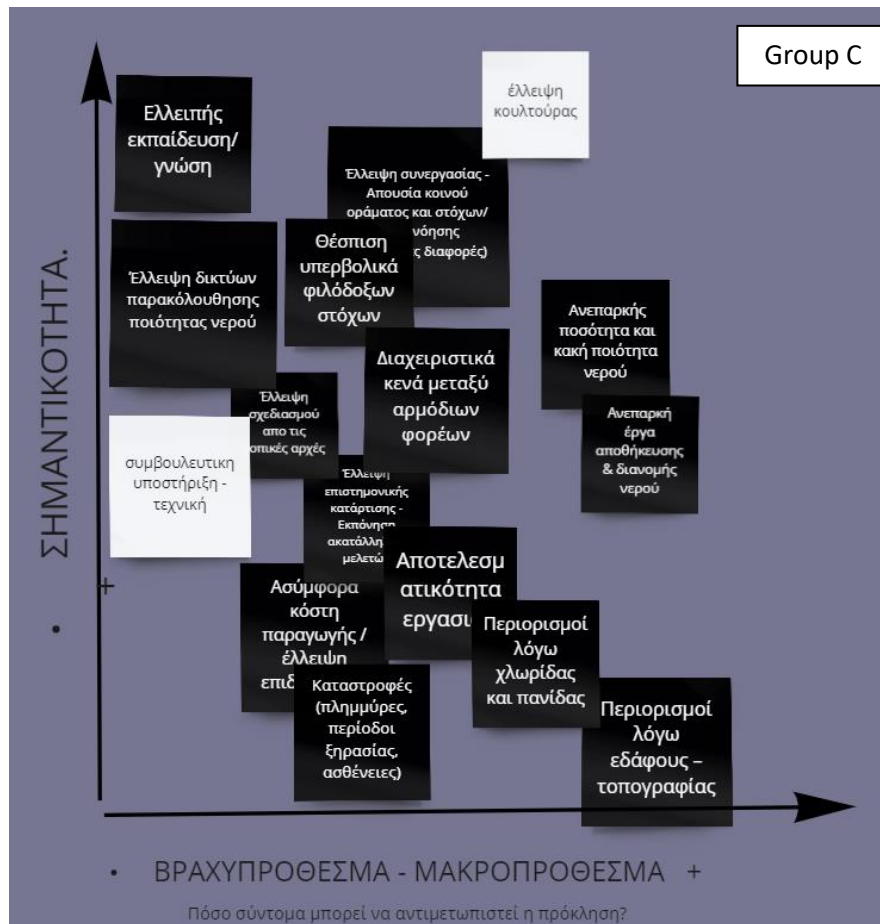 Group C
έλλειψη
κουλτούρας
Ελλειπής
εκπαίδευση/
γνώση
Έλλειψη συνεργασίας -
Απουσία κοινού
οράματος και στόχων/
διαφορές)
Θέσπιση
υπερβολικά
φιλόδοξων
στόχων
Έλλειψη δικτύων
παρακόλουθησης
ποιότητας νερού
Ανεπαρκής
ποσότητα και
κακή ποιότητα
νερού
Διαχειριστικά
κενά μεταξύ
αρμόδιων
φορέων
Έλλειψη
σχεδιασμού
απο τις
αρχές
Ανεπαρκή
έργα
αποθήκευσης
& διανομής
νερού
συμβουλευτικη
υποστήριξη -
τεχνική
Έλλειψη
επιστημονικής
κατάρτισης -
Εκπόνηση
Αποτελεσμ
ατικότητα
Ασύμφορα
κόστη
παραγωγής /
έλλειψη
Περιορισμοί
λόγω
χλωρίδας
και πανίδας
Καταστροφές
(πλημμύρες,
περίοδοι
ξηρασίας,
ασθένειες)
Περιορισμοί
λόγω
εδάφους –
τοπογραφίας
• ΣΗΜΑΝΤΙΚΟΤΗΤΑ. +
• ΒΡΑΧΥΠΡΟΘΕΣΜΑ - ΜΑΚΡΟΠΡΟΘΕΣΜΑ +
Πόσο σύντομα μπορεί να αντιμετωπιστεί η πρόκληση?